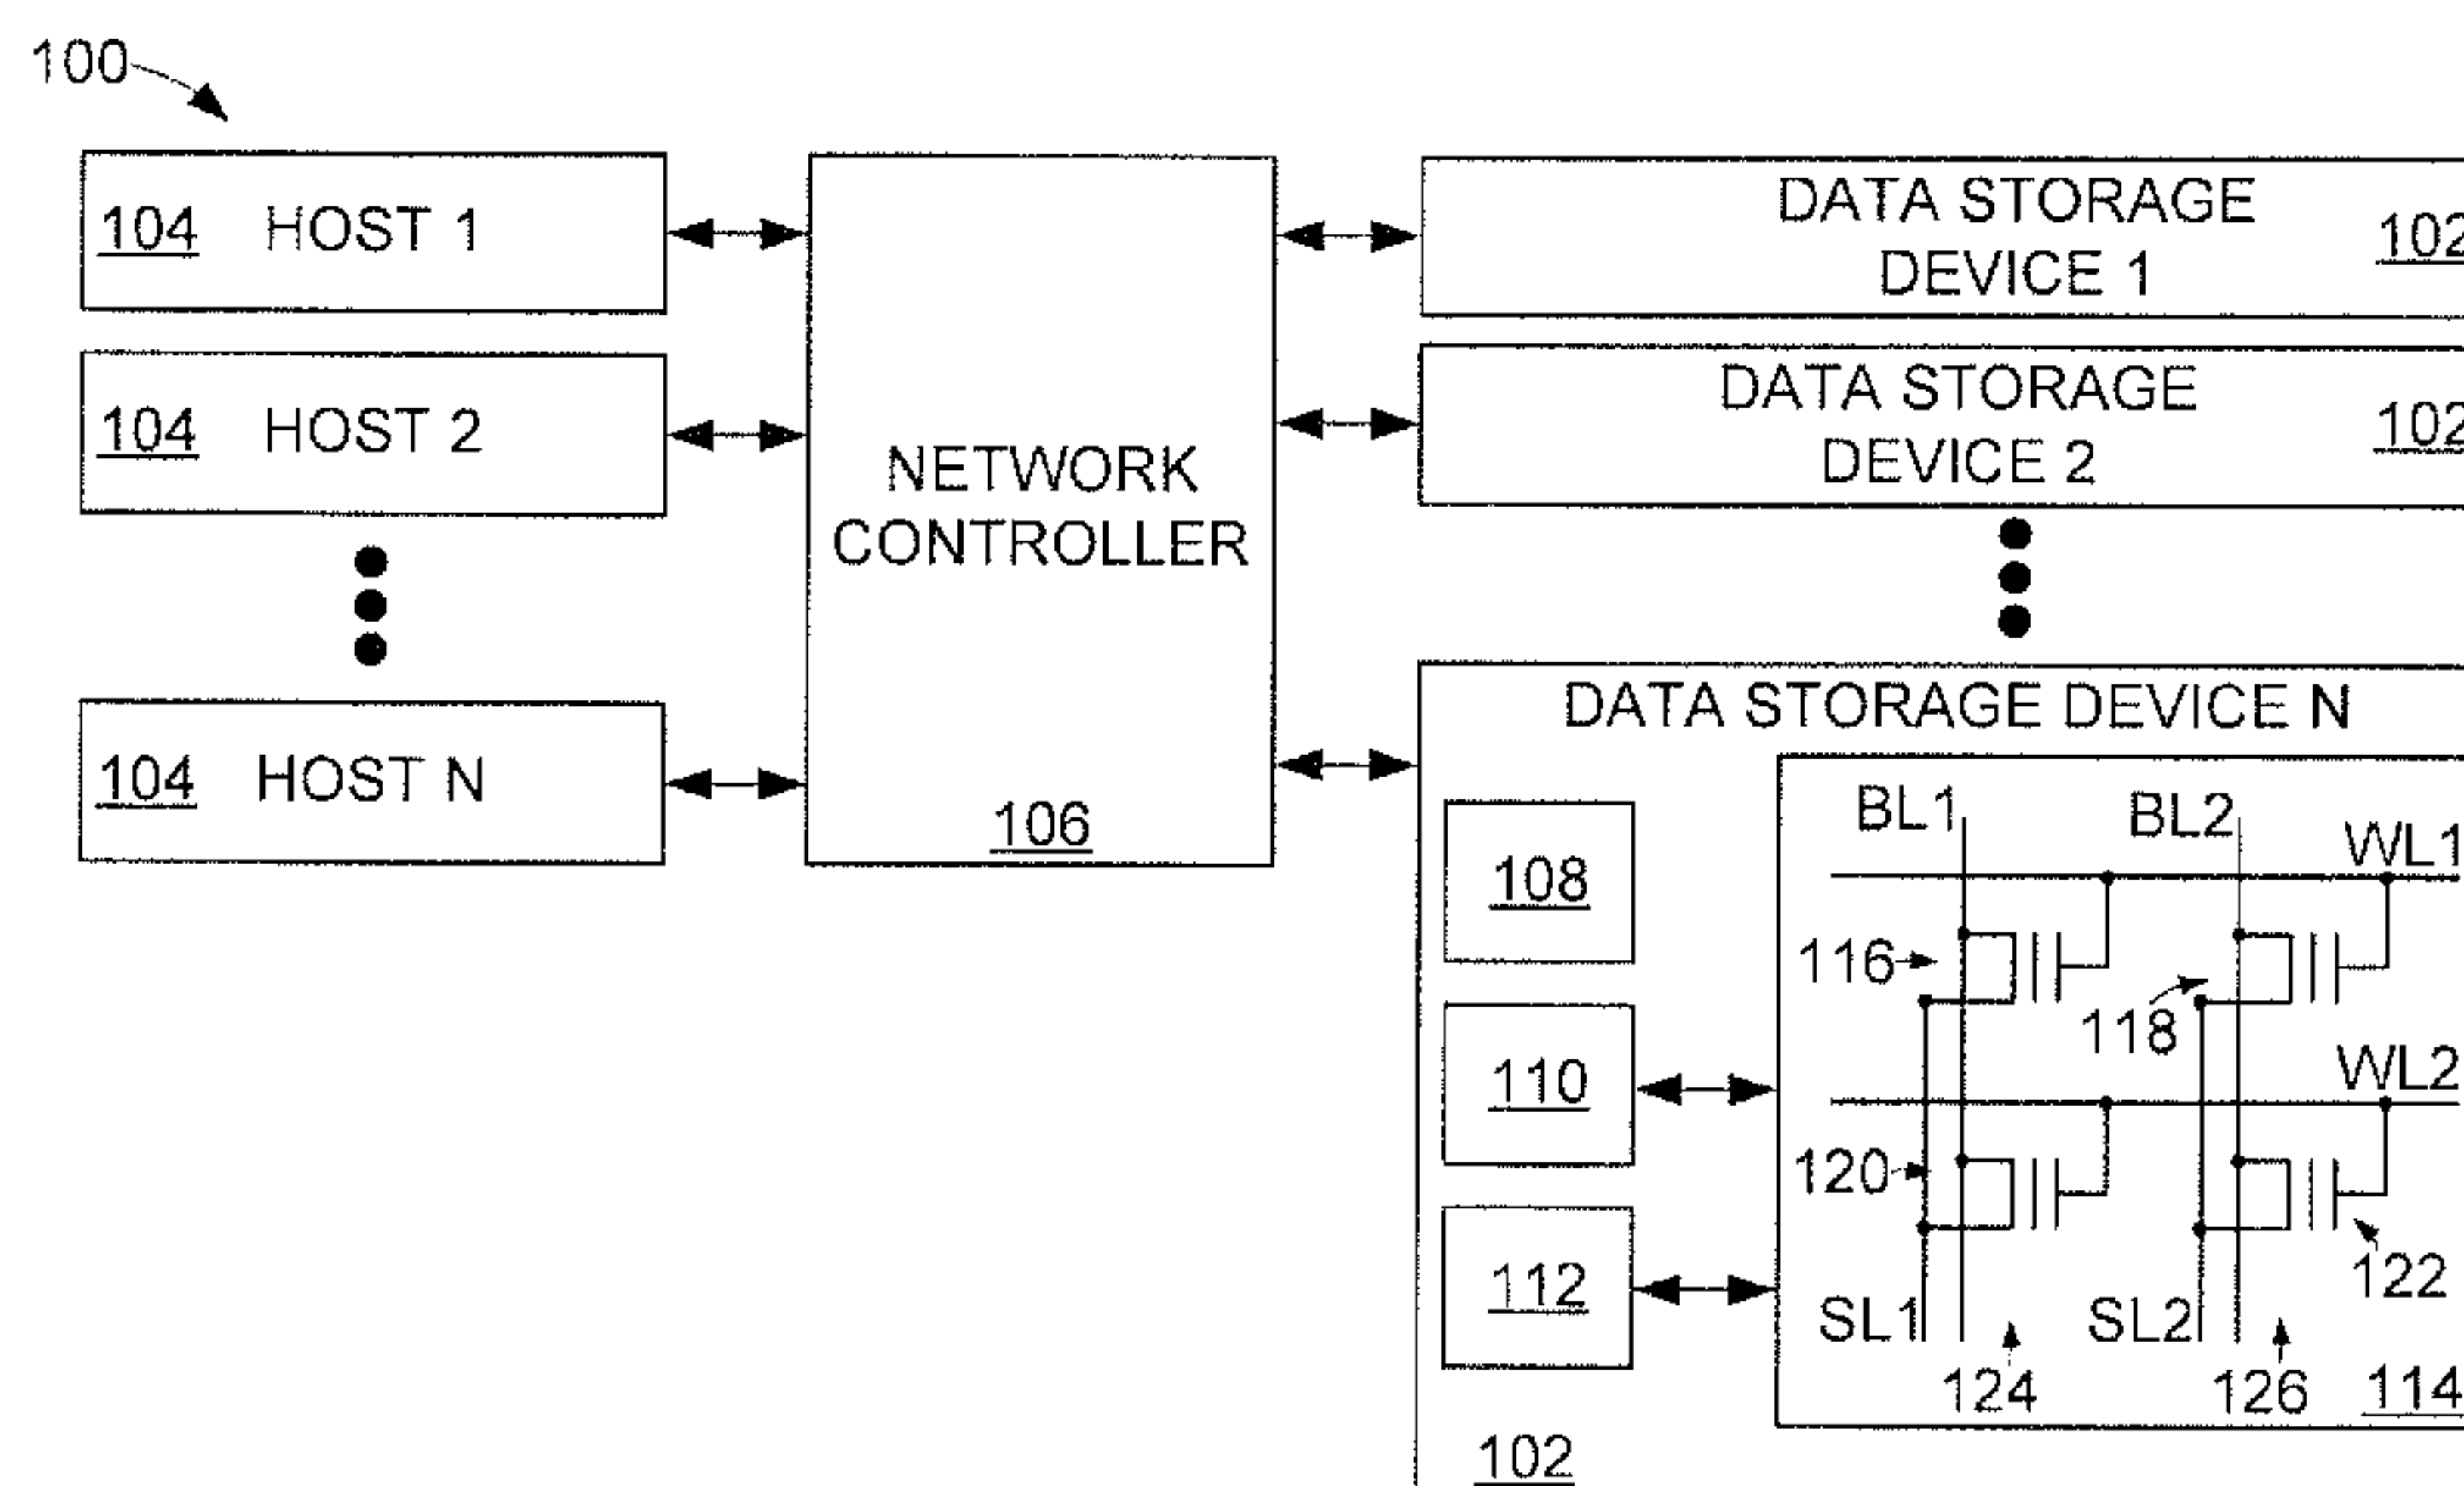 100
104 HOST 1
104 HOST 2
104 HOST N
NETWORK
CONTROLLER
106
DATA STORAGE
DEVICE 1
102
DATA STORAGE
DEVICE 2
102
DATA STORAGE DEVICE N
108
110
112
102
BL1
BL2
WL1
116
118
WL2
120
122
SL1
SL2
124
126
114